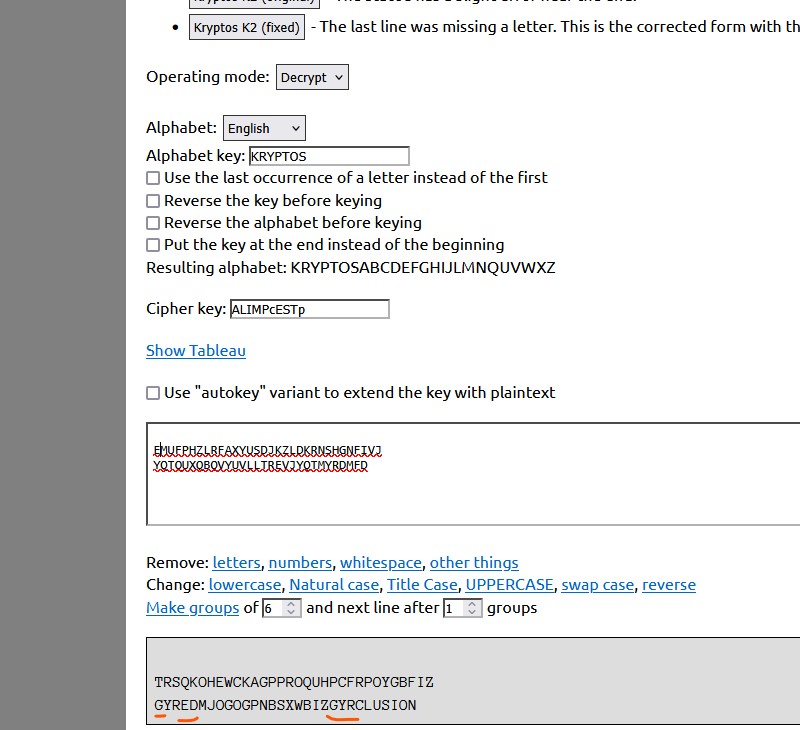 Kryptos K2 (fixed) - The last line was missing a letter. This is the corrected form with th
Operating mode: Decrypt
Alphabet: English
Alphabet key: KRYPTOS
Use the last occurrence of a letter instead of the first
Reverse the key before keying
Reverse the alphabet before keying
Put the key at the end instead of the beginning
Resulting alphabet: KRYPTOSABCDEFGHIJLMNQUVWXZ
Cipher key: ALIMPcESTp
Show Tableau
Use "autokey" variant to extend the key with plaintext
EMUFPHZLRFAXYUSDJKZLDKRNSHGNFIVJ
YQTQUXQBQVYUVLLTREVJYQTMYRDMFD
Remove: letters, numbers, whitespace, other things
Change: lowercase, Natural case, Title Case, UPPERCASE, swap case, reverse
Make groups of 6 and next line after 1 groups
TRSQKOHEWCKAGPPROQUHPCFRPOYGBFIZ
GYREDMJOGOGPNBSXWBIZGYRCLUSION